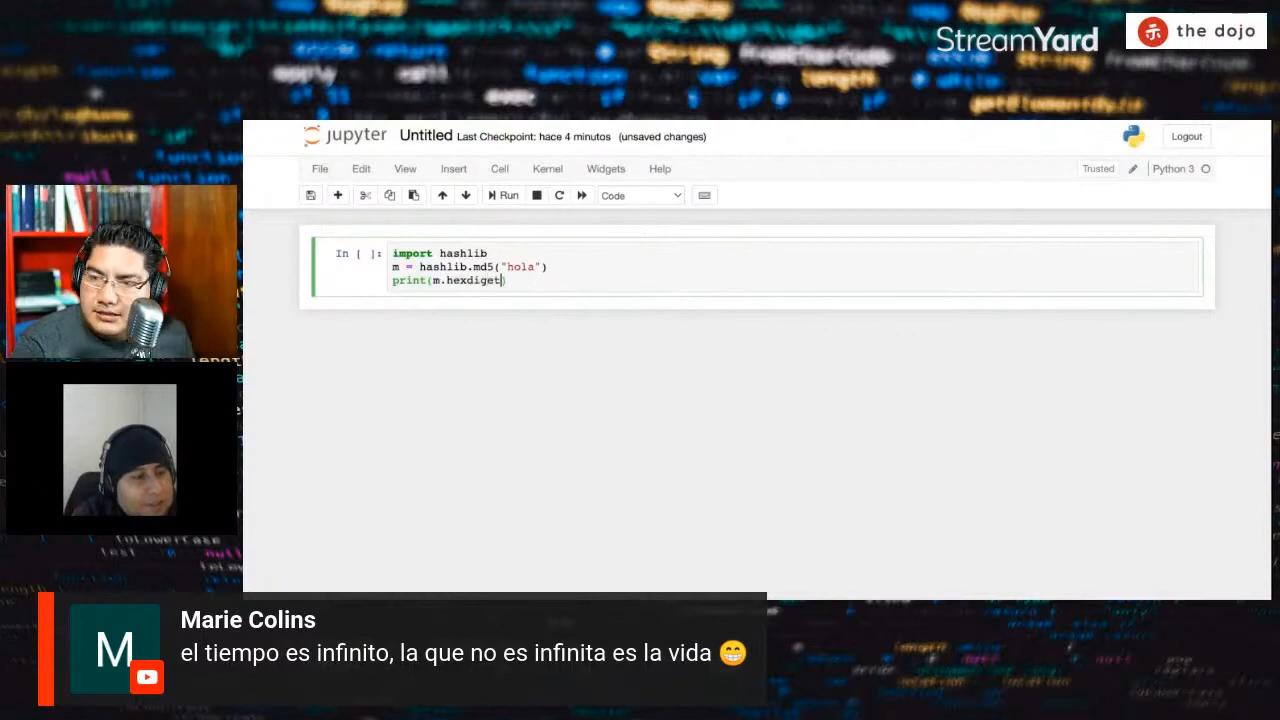 StreamYard
the dojo
length
jupyter Untitled Last Checkpoint: hace 4 minutos (unsaved changes)
Logout
File Edit View Insert Cell Kernel Widgets Help
Trusted
Python 3
Run
Code
In [ ]:
import hashlib
m = hashlib.md5("hola")
print(m.hexdiget)
Marie Colins
M
el tiempo es infinito, la que no es infinita es la vida 😁